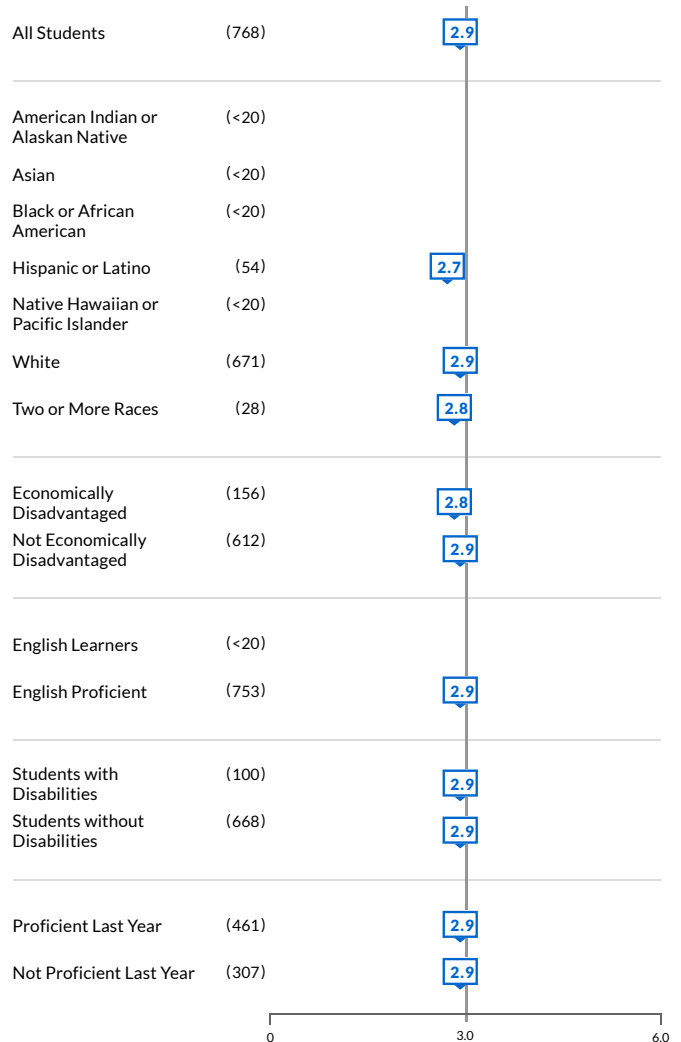 All Students (768) 2.9
American Indian or (<20)
Alaskan Native
Asian (<20)
Black or African (<20)
American
Hispanic or Latino (54) 2.7
Native Hawaiian or (<20)
Pacific Islander
White (671) 2.9
Two or More Races (28) 2.8
Economically (156) 2.8
Disadvantaged
Not Economically (612) 2.9
Disadvantaged
English Learners (<20)
English Proficient (753) 2.9
Students with (100) 2.9
Disabilities
Students without (668) 2.9
Disabilities
Proficient Last Year (461) 2.9
Not Proficient Last Year (307) 2.9
0 3.0 6.0